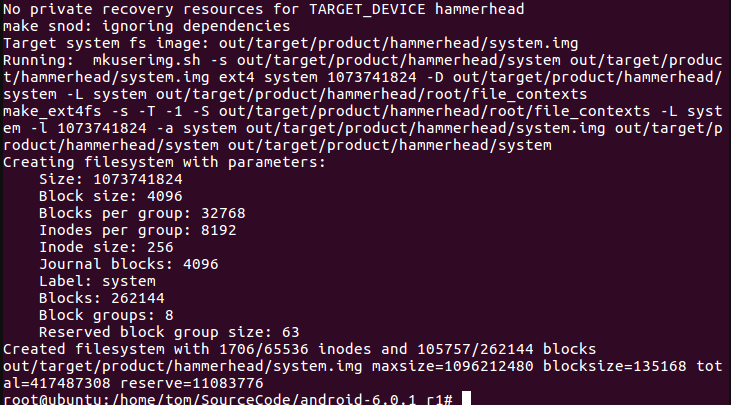 No private recovery resources for TARGET_DEVICE hammerhead
make snod: ignoring dependencies
Target system fs image: out/target/product/hammerhead/system.img
Running:  mkuserimg.sh -s out/target/product/hammerhead/system out/target/produc
t/hammerhead/system.img ext4 system 1073741824 -D out/target/product/hammerhead/
system -L system out/target/product/hammerhead/root/file_contexts
make_ext4fs -s -T -1 -S out/target/product/hammerhead/root/file_contexts -L syst
em -l 1073741824 -a system out/target/product/hammerhead/system.img out/target/p
roduct/hammerhead/system out/target/product/hammerhead/system
Creating filesystem with parameters:
    Size: 1073741824
    Block size: 4096
    Blocks per group: 32768
    Inodes per group: 8192
    Inode size: 256
    Journal blocks: 4096
    Label: system
    Blocks: 262144
    Block groups: 8
    Reserved block group size: 63
Created filesystem with 1706/65536 inodes and 105757/262144 blocks
out/target/product/hammerhead/system.img maxsize=1096212480 blocksize=135168 tot
al=417487308 reserve=11083776
root@ubuntu:/home/tom/SourceCode/android-6.0.1_r1#